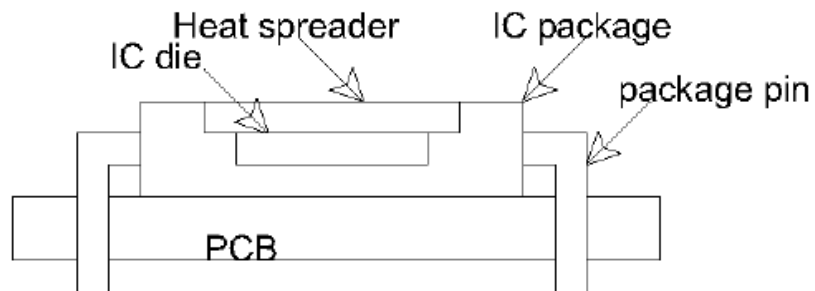 Heat spreader
IC package
IC die
package pin
PCB